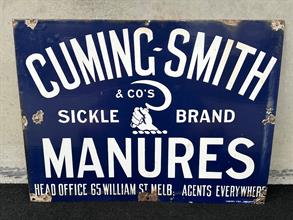 CUMING-SMITH
& CO'S
SICKLE BRAND
MANURES
HEAD OFFICE 65 WILLIAM ST MELB. AGENTS EVERYWHERE